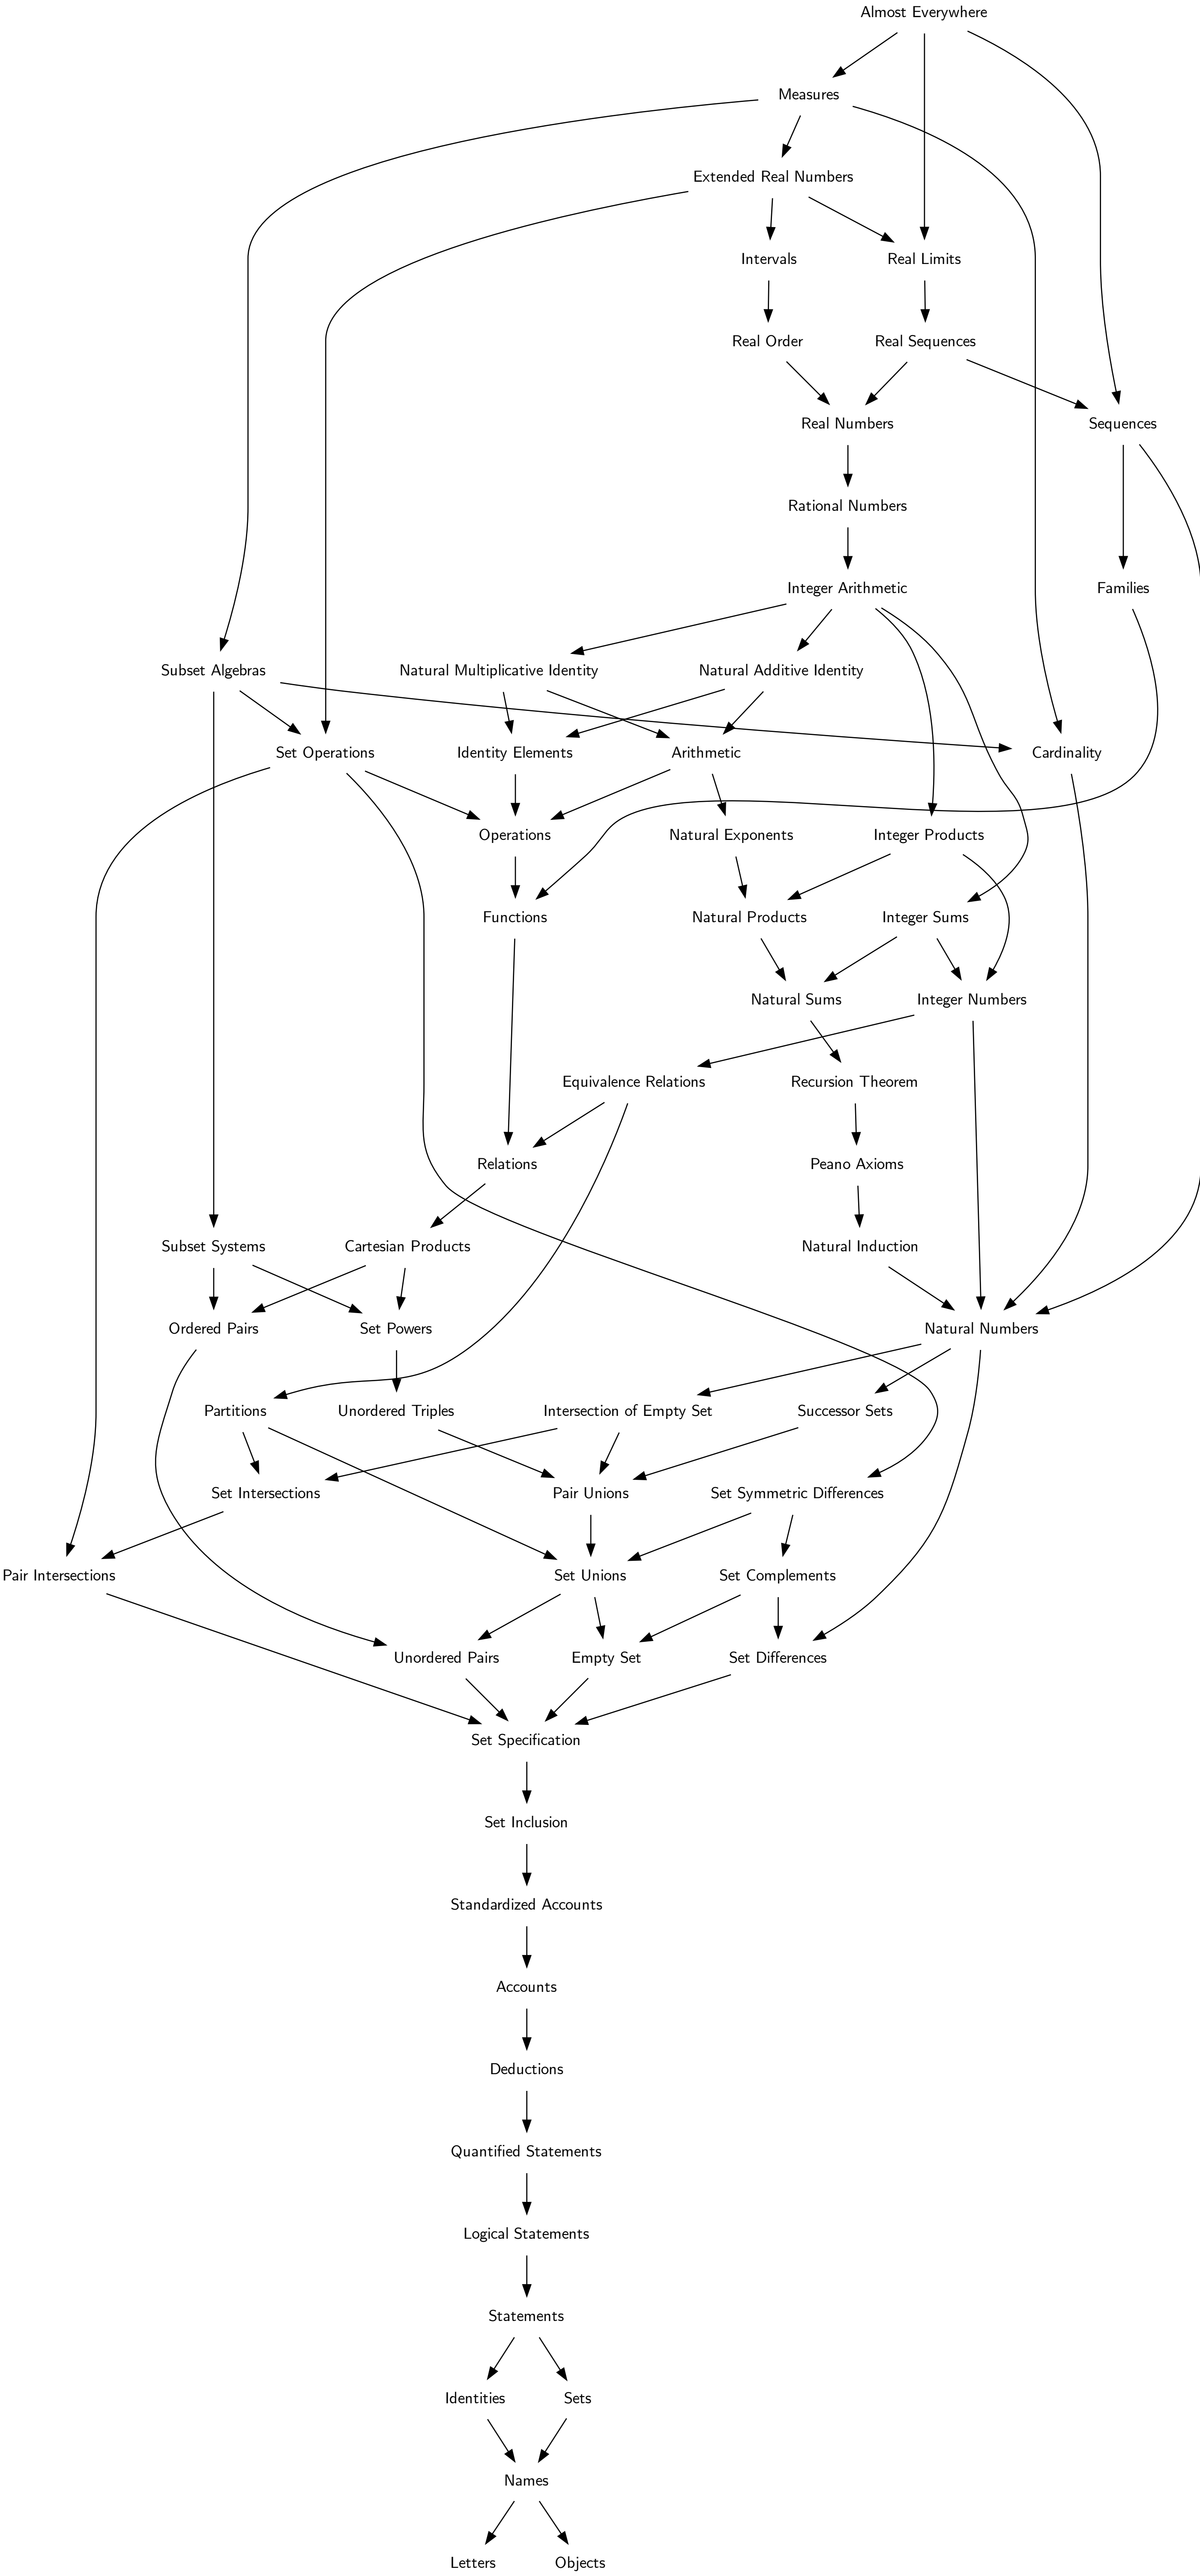 Almost Everywhere
Measures
Extended Real Numbers
Intervals
Real Limits
Real Order
Real Sequences
Real Numbers
Sequences
Rational Numbers
Integer Arithmetic
Families
Subset Algebras
Natural Multiplicative Identity
Natural Additive Identity
Set Operations
Identity Elements
Arithmetic
Cardinality
Operations
Natural Exponents
Integer Products
Functions
Natural Products
Integer Sums
Natural Sums
Integer Numbers
Equivalence Relations
Recursion Theorem
Relations
Peano Axioms
Subset Systems
Cartesian Products
Natural Induction
Ordered Pairs
Set Powers
Natural Numbers
Partitions
Unordered Triples
Intersection of Empty Set
Successor Sets
Set Intersections
Pair Unions
Set Symmetric Differences
Pair Intersections
Set Unions
Set Complements
Unordered Pairs
Empty Set
Set Differences
Set Specification
Set Inclusion
Standardized Accounts
Accounts
Deductions
Quantified Statements
Logical Statements
Statements
Identities
Sets
Names
Letters
Objects